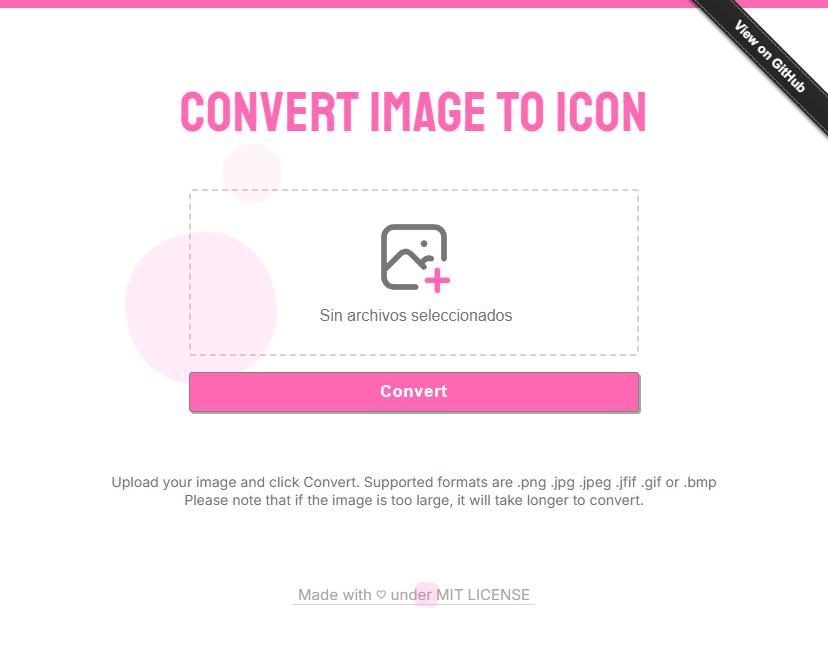 View on GitHub
CONVERT IMAGE TO ICON
Sin archivos seleccionados
Convert
Upload your image and click Convert. Supported formats are .png .jpg .jpeg .jfif .gif or .bmp
Please note that if the image is too large, it will take longer to convert.
Made with ♡ under MIT LICENSE